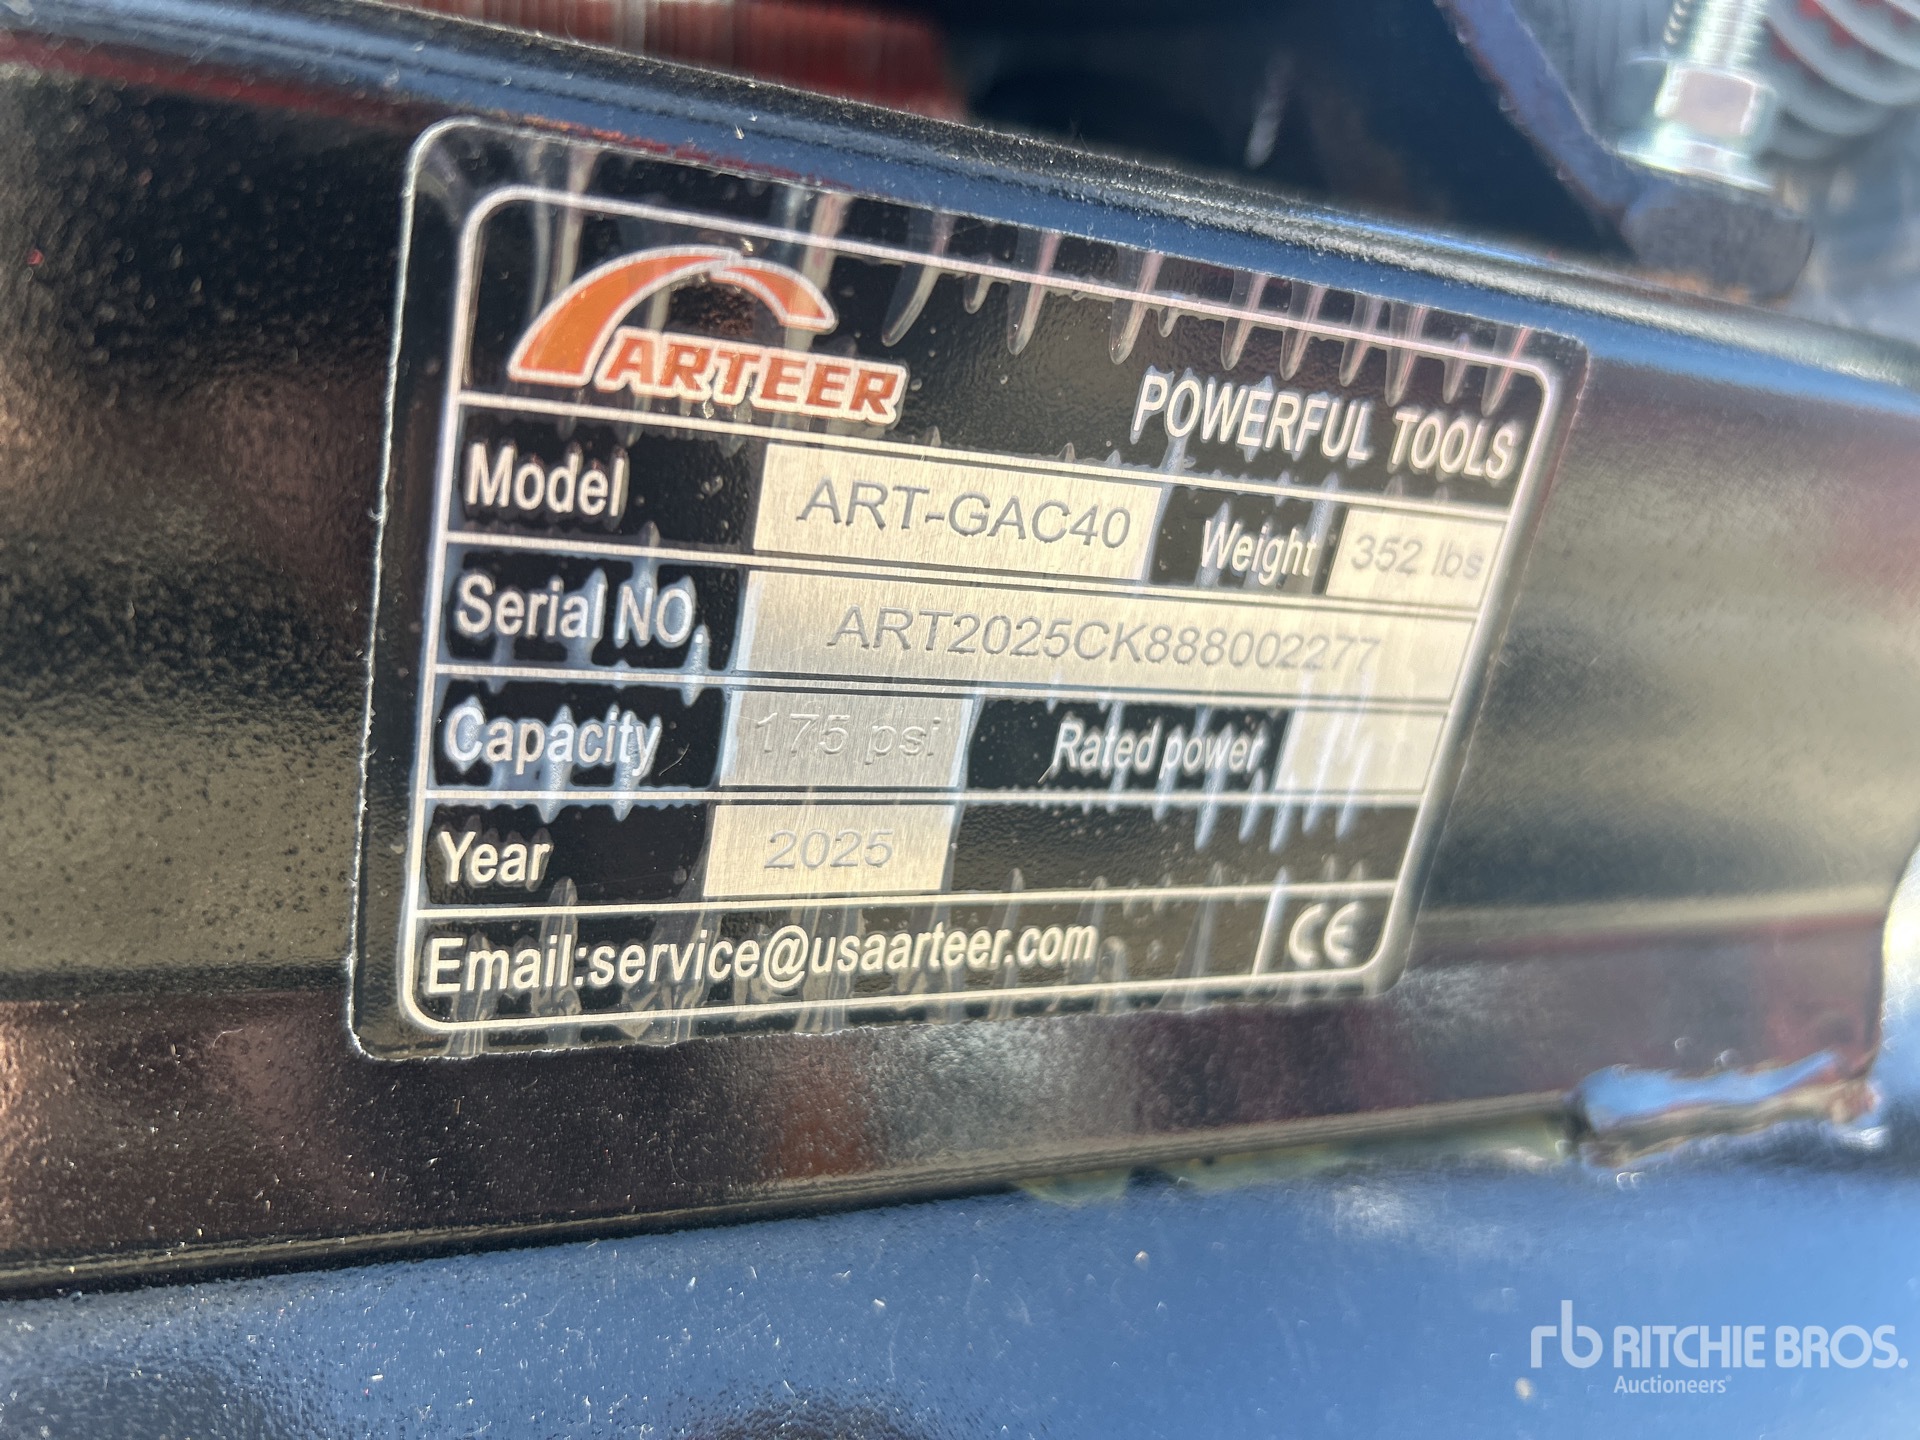 ARTEER
POWERFUL TOOLS
Model ART-GAC40 Weight 352 lbs
Serial NO. ART2025CK888002277
Capacity 175 psi Rated power
Year 2025
Email:service@usaarteer.com CE
rb RITCHIE BROS.
Auctioneers